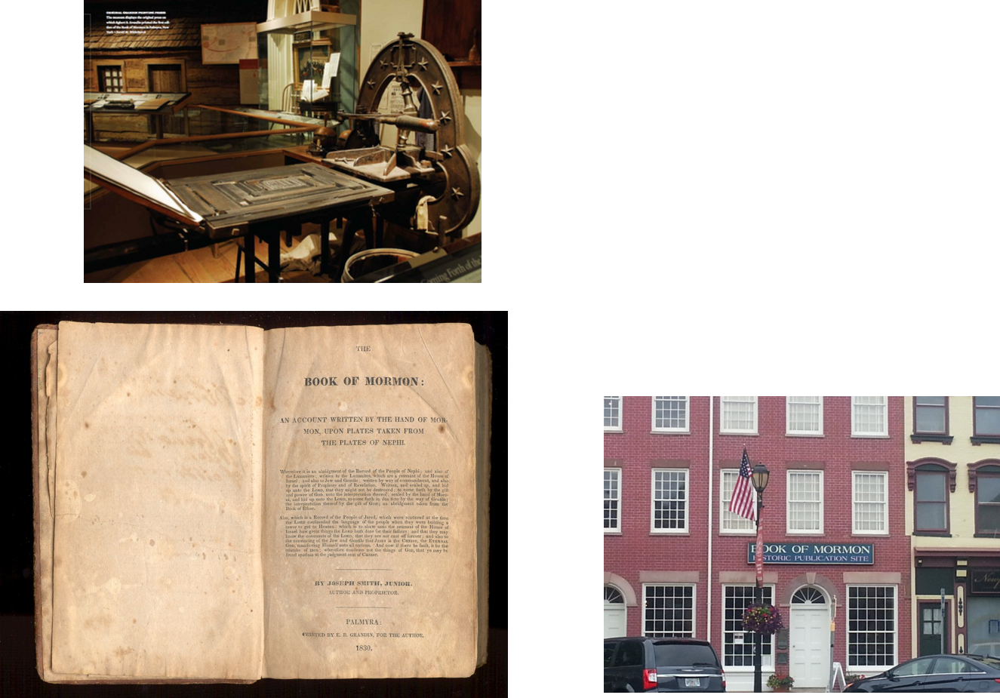 ORIGINAL GRANDIN PRINTING PRESS
The museum displays the original press on
which Egbert B. Grandin printed the first edi-
tion of the Book of Mormon in Palmyra, New
Coming Forth of the
THE
BOOK OF MORMON:
AN ACCOUNT WRITTEN BY THE HAND OF MOR-
MON, UPON PLATES TAKEN FROM
THE PLATES OF NEPHI.
Wherefore it is an abridgment of the Record of the People of Nephi; and also of
the Lamanites; written to the Lamanites, which are a remnant of the House of
Israel; and also to Jew and Gentile; written by way of commandment, and also
by the spirit of Prophesy and of Revelation. Written, and sealed up, and hid
up unto the LORD, that they might not be destroyed; to come forth by the gift
and power of GOD, unto the interpretation thereof; sealed by the hand of Moro-
ni, and hid up unto the LORD, to come forth in due time by the way of Gentile;
the interpretation thereof by the gift of GOD; an abridgment taken from the
Book of Ether.
Also, which is a Record of the People of Jared, which were scattered at the time
the LORD confounded the language of the people when they were building a
tower to get to Heaven: which is to shew unto the remnant of the House of
Israel how great things the LORD hath done for their fathers; and that they may
know the covenants of the LORD, that they are not cast off forever; and also to
the convincing of the Jew and Gentile that JESUS is the CHRIST, the ETERNAL
GOD, manifesting Himself unto all nations. And now if there be fault, it be the
mistake of men; wherefore condemn not the things of GOD, that ye may be
found spotless at the judgment seat of CHRIST.
BY JOSEPH SMITH, JUNIOR,
AUTHOR AND PROPRIETOR.
PALMYRA:
PRINTED BY E. B. GRANDIN, FOR THE AUTHOR.
1830.
BOOK OF MORMON
HISTORIC PUBLICATION SITE